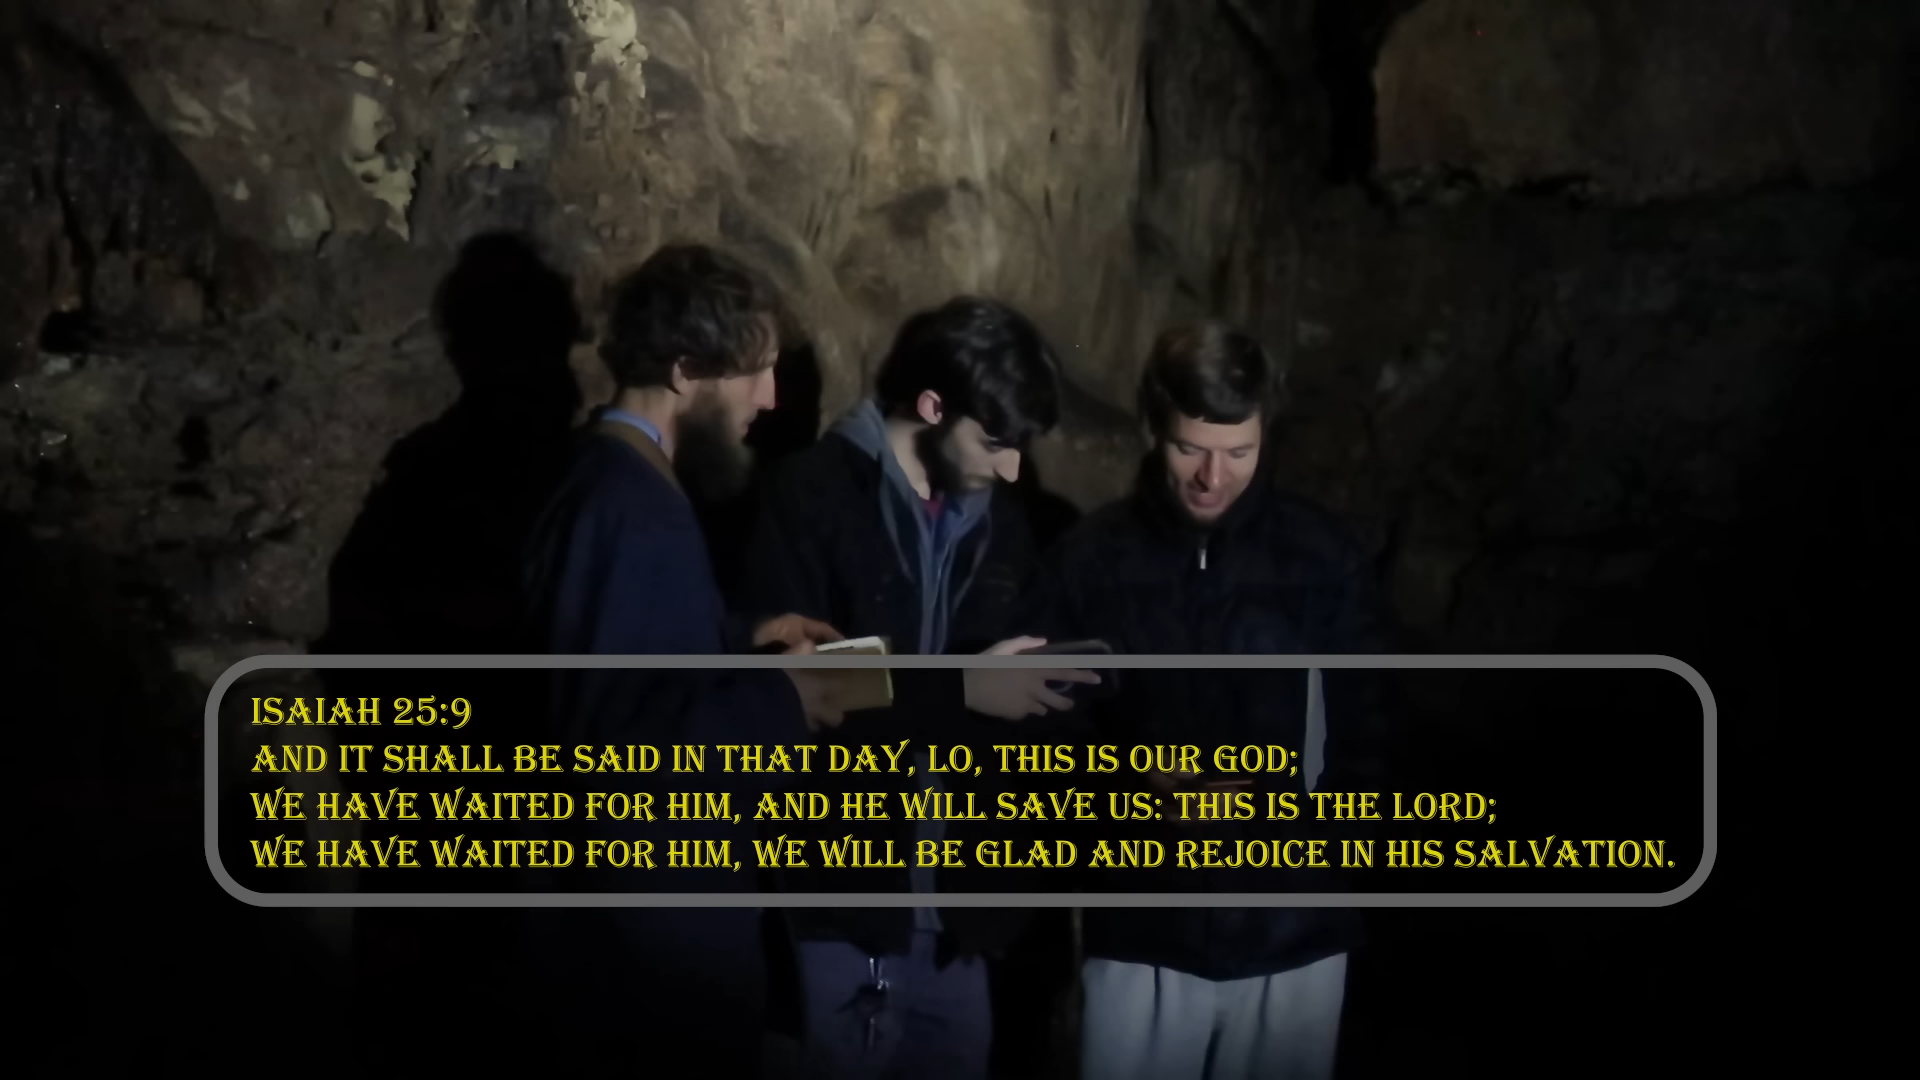 ISAIAH 25:9
AND IT SHALL BE SAID IN THAT DAY, LO, THIS IS OUR GOD;
WE HAVE WAITED FOR HIM, AND HE WILL SAVE US: THIS IS THE LORD;
WE HAVE WAITED FOR HIM, WE WILL BE GLAD AND REJOICE IN HIS SALVATION.